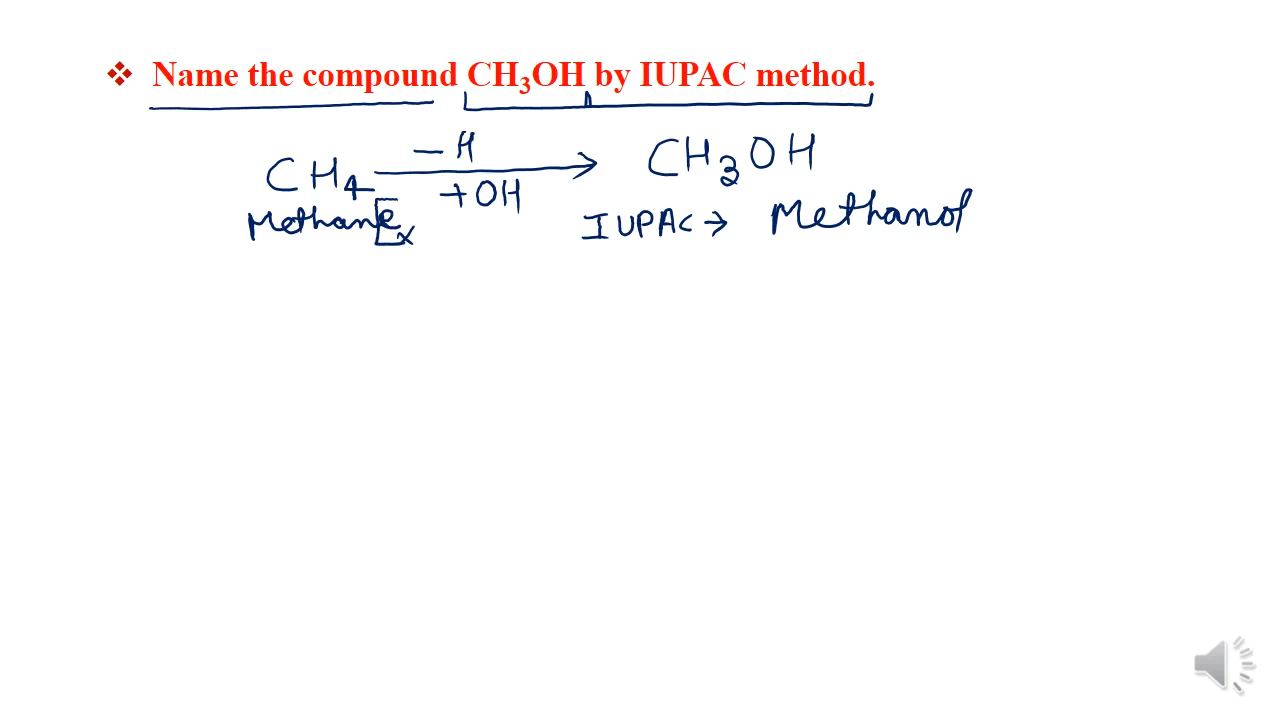 ❖ Name the compound CH₃OH by IUPAC method.
CH₄ — H + OH → CH₃OH
Methane x IUPAC → Methanol